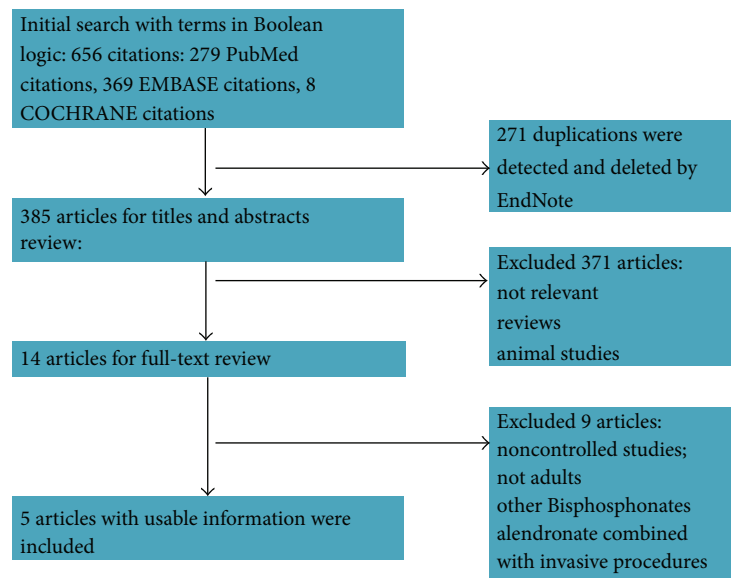 Initial search with terms in Boolean
logic: 656 citations: 279 PubMed
citations, 369 EMBASE citations, 8
COCHRANE citations
271 duplications were
detected and deleted by
EndNote
385 articles for titles and abstracts
review:
Excluded 371 articles:
not relevant
reviews
animal studies
14 articles for full-text review
Excluded 9 articles:
noncontrolled studies;
not adults
other Bisphosphonates
alendronate combined
with invasive procedures
5 articles with usable information were
included